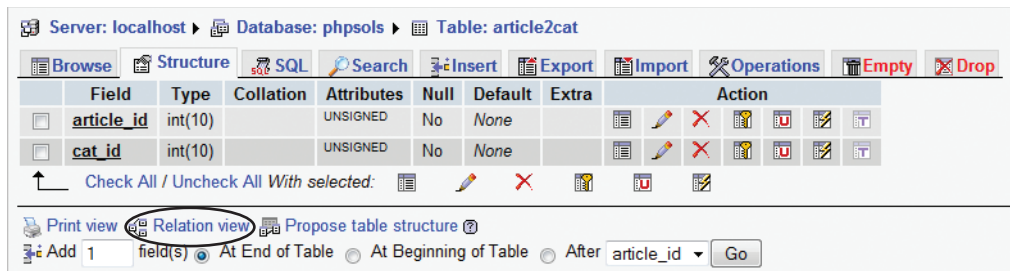 Server: localhost Database: phpsols Table: article2cat
Browse Structure SQL Search Insert Export Import Operations Empty Drop
Field Type Collation Attributes Null Default Extra Action
article_id int(10) UNSIGNED No None
cat_id int(10) UNSIGNED No None
Check All / Uncheck All With selected:
Print view Relation view Propose table structure
Add 1 field(s) At End of Table At Beginning of Table After article_id Go